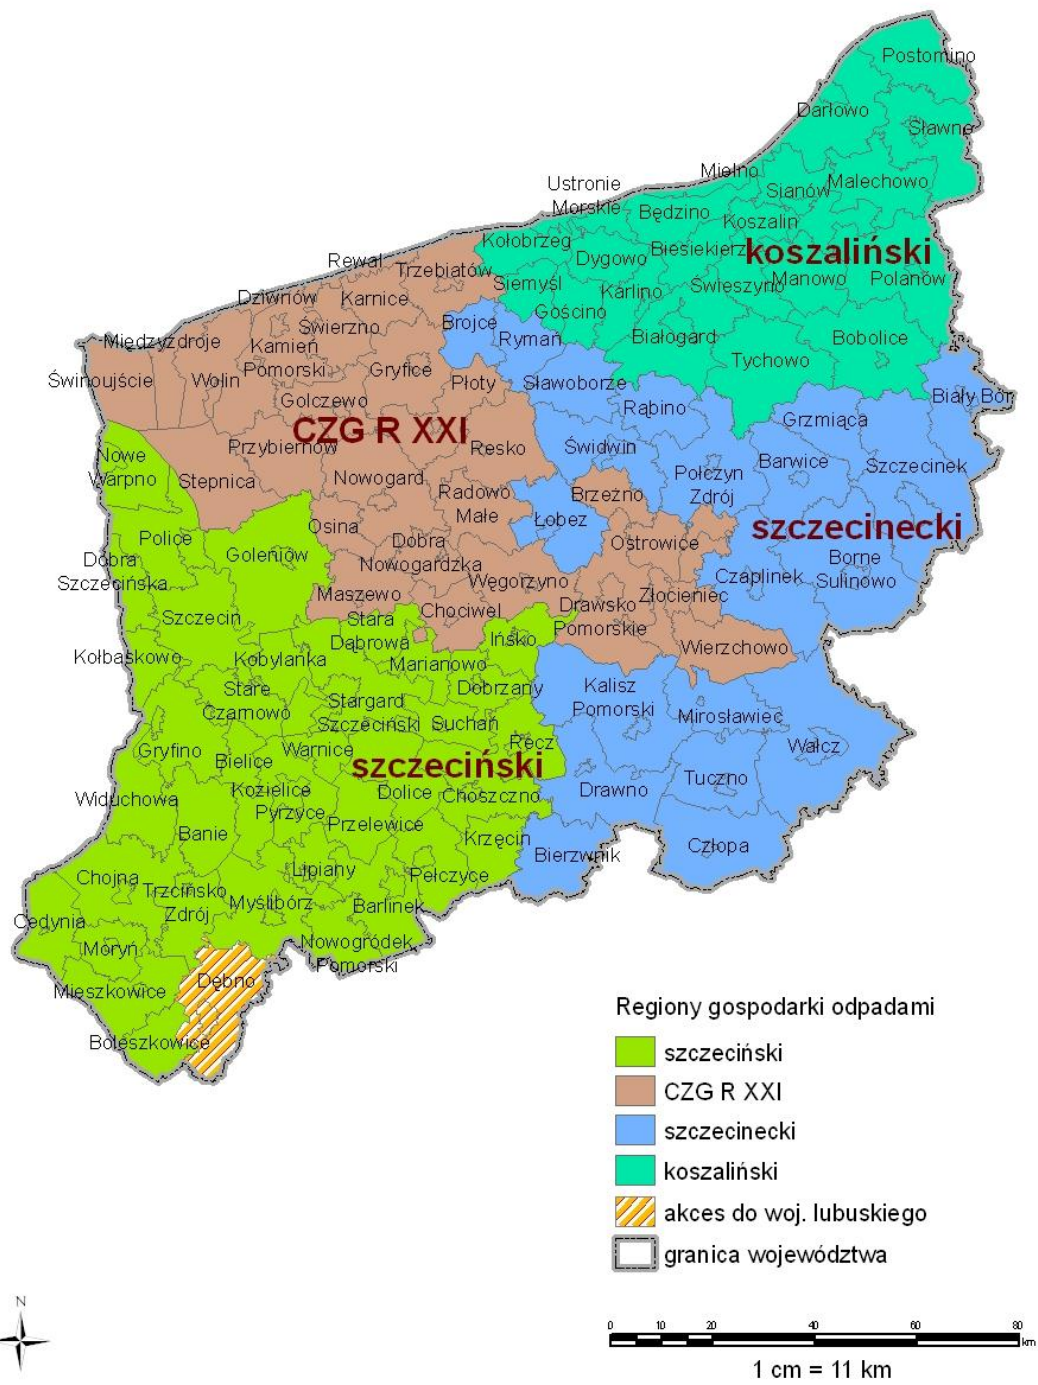 Postomino
Darłowo
Sławno
Mielno
Sianów
Malechowo
Ustronie
Morskie
Będzino
Koszalin
Kołobrzeg
Dygowo
Biesiekierz
koszaliński
Rewal
Trzebiatów
Siemyśl
Karlino
Świeszyno
Manowo
Polanów
Dziwnów
Karnice
Gościno
Świerzno
Brojce
Rymań
Białogard
Bobolice
Międzyzdroje
Kamień
Pomorski
Tychowo
Świnoujście
Wolin
Gryfice
Płoty
Sławoborze
Biały Bór
Golczewo
Rąbino
Grzmiąca
CZG R XXI
Przybiernów
Resko
Świdwin
Nowe
Warpno
Stepnica
Nowogard
Radowo
Małe
Połczyn
Zdrój
Barwice
Szczecinek
Brzeżno
Osina
Łobez
szczecinecki
Police
Goleniów
Dobra
Nowogardzka
Ostrowice
Dobra
Szczecińska
Węgorzyno
Czaplinek
Borne
Sulinowo
Maszewo
Chociwel
Drawsko
Pomorskie
Złocieniec
Szczecin
Stara
Dąbrowa
Ińsko
Wierzchowo
Kołbaskowo
Kobylanka
Marianowo
Stare
Czarnowo
Dobrzany
Kalisz
Pomorski
Stargard
Szczeciński
Suchań
Mirosławiec
Gryfino
Bielice
Warnice
Recz
Wałcz
szczeciński
Widuchowa
Kozielice
Dolice
Choszczno
Drawno
Tuczno
Pyrzyce
Banie
Przelewice
Krzęcin
Bierzwnik
Człopa
Chojna
Trzcińsko
Zdrój
Lipiany
Pełczyce
Myślibórz
Barlinek
Cedynia
Moryń
Nowogródek
Pomorski
Dębno
Mieszkowice
Boleszkowice
Regiony gospodarki odpadami
szczeciński
CZG R XXI
szczecinecki
koszaliński
akces do woj. lubuskiego
granica województwa
N
0 10 20 40 60 80
km
1 cm = 11 km